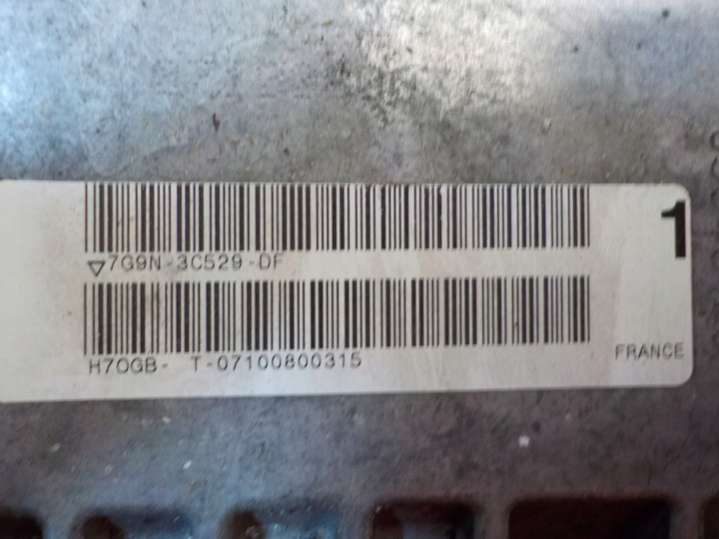 1
▽7G9N-3C529-DF
H7OGB- T-07100800315
FRANCE